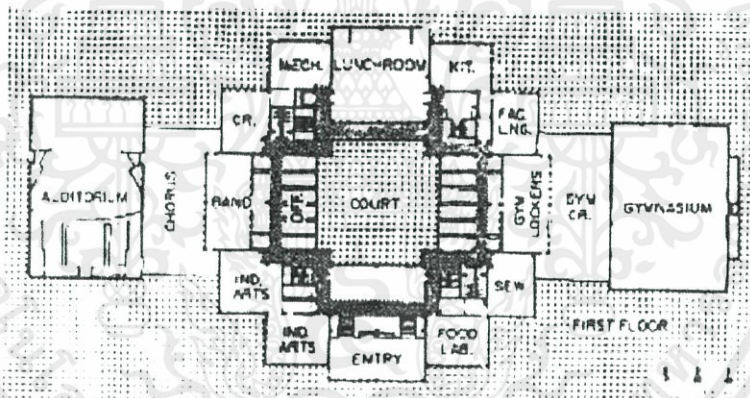 MECH. LUNCHROOM KIT.
CR. FAC. LNG.
AUDITORIUM CHORUS BAND OFF. COURT GYM LOCKERS GYM CR. GYMNASIUM
IND. ARTS SEW
IND. ARTS ENTRY FOOD LAB.
FIRST FLOOR